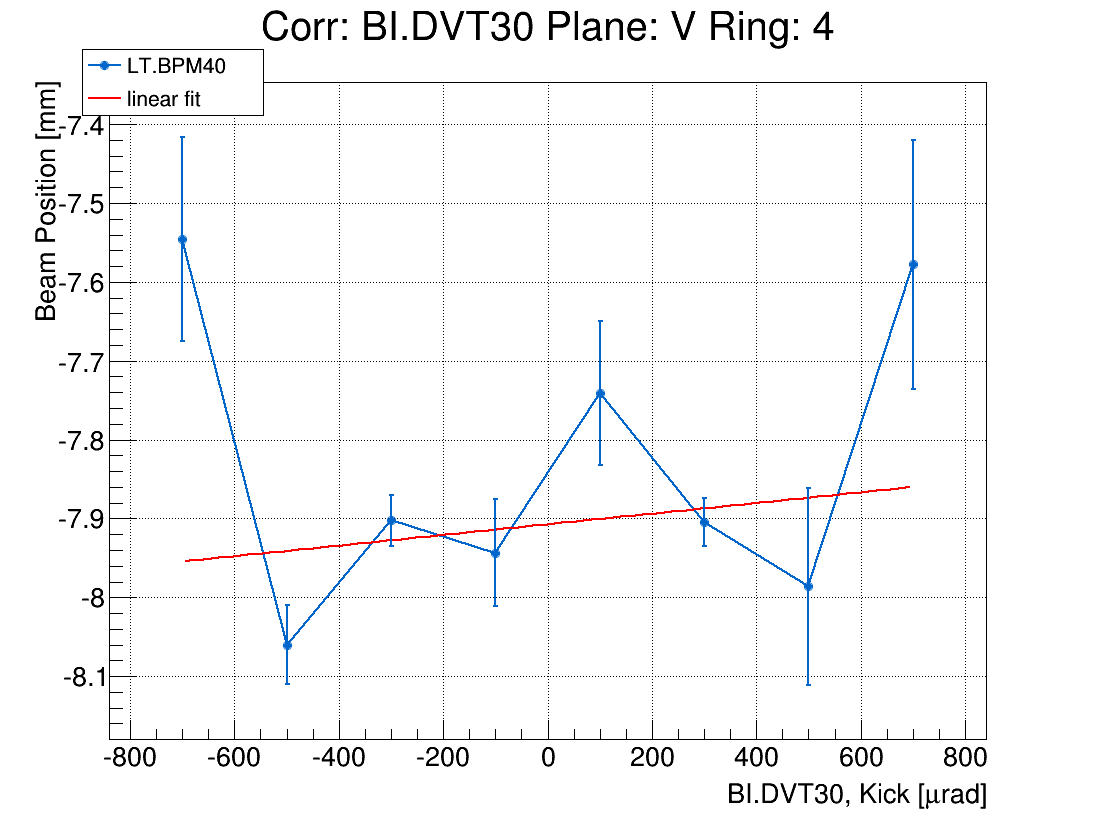 Corr: BI.DVT30 Plane: V Ring: 4
LT.BPM40
linear fit
Beam Position [mm]
-7.4
-7.5
-7.6
-7.7
-7.8
-7.9
-8
-8.1
-800 -600 -400 -200 0 200 400 600 800
BI.DVT30, Kick [μrad]